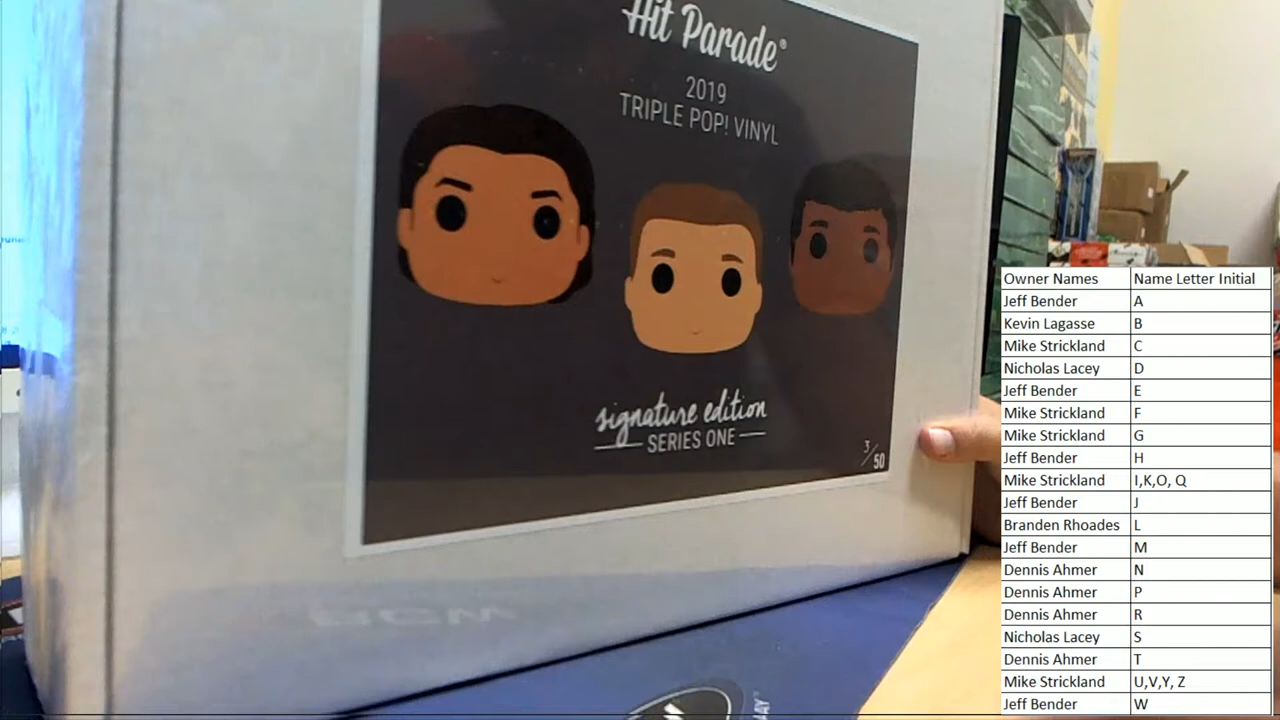 Hit Parade®
2019
TRIPLE POP! VINYL
signature edition
SERIES ONE
3/50
BCW
Owner Names Name Letter Initial
Jeff Bender A
Kevin Lagasse B
Mike Strickland C
Nicholas Lacey D
Jeff Bender E
Mike Strickland F
Mike Strickland G
Jeff Bender H
Mike Strickland I,K,O, Q
Jeff Bender J
Branden Rhoades L
Jeff Bender M
Dennis Ahmer N
Dennis Ahmer P
Dennis Ahmer R
Nicholas Lacey S
Dennis Ahmer T
Mike Strickland U,V,Y, Z
Jeff Bender W